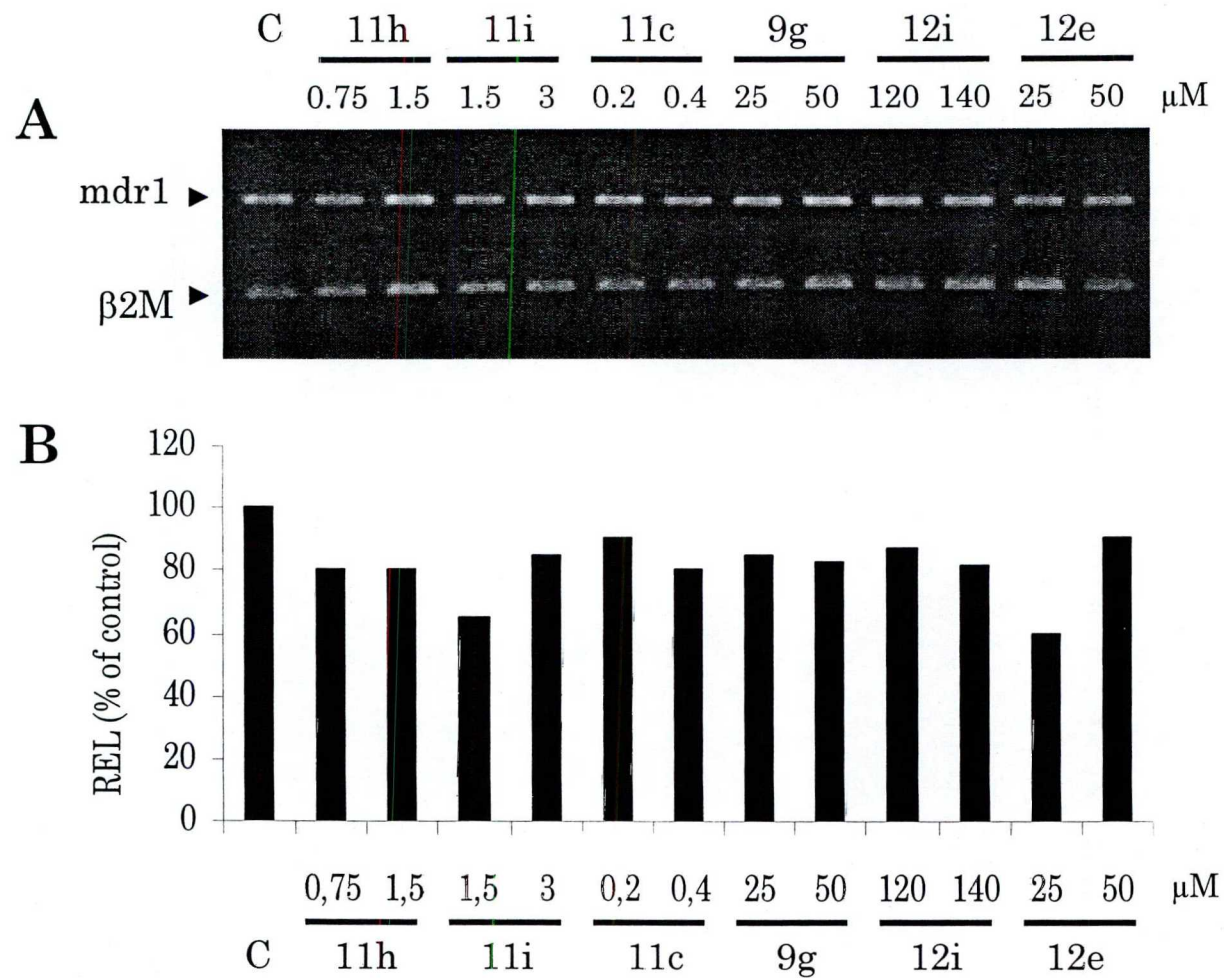 C 11h 11i 11c 9g 12i 12e
0.75 1.5 1.5 3 0.2 0.4 25 50 120 140 25 50 μM
A
mdr1 ►
β2M ►
B
120
100
80
60
40
20
0
REL (% of control)
0,75 1,5 1,5 3 0,2 0,4 25 50 120 140 25 50 μM
C 11h 11i 11c 9g 12i 12e